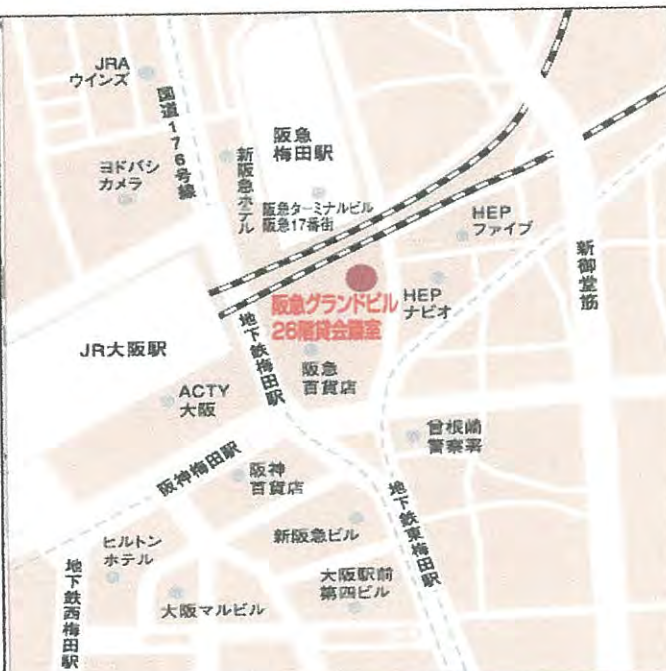 JRA
ウインズ
国道176号線
阪急
梅田駅
ヨドバシ
カメラ
新阪急ホテル
阪急ターミナルビル
阪急17番街
HEP
ファイブ
新御堂筋
阪急グランドビル
26階貸会議室
HEP
ナビオ
地下鉄梅田駅
JR大阪駅
阪急
百貨店
ACTY
大阪
曽根崎
警察署
阪神梅田駅
阪神
百貨店
地下鉄東梅田駅
新阪急ビル
ヒルトン
ホテル
大阪駅前
第四ビル
地下鉄西梅田駅
大阪マルビル